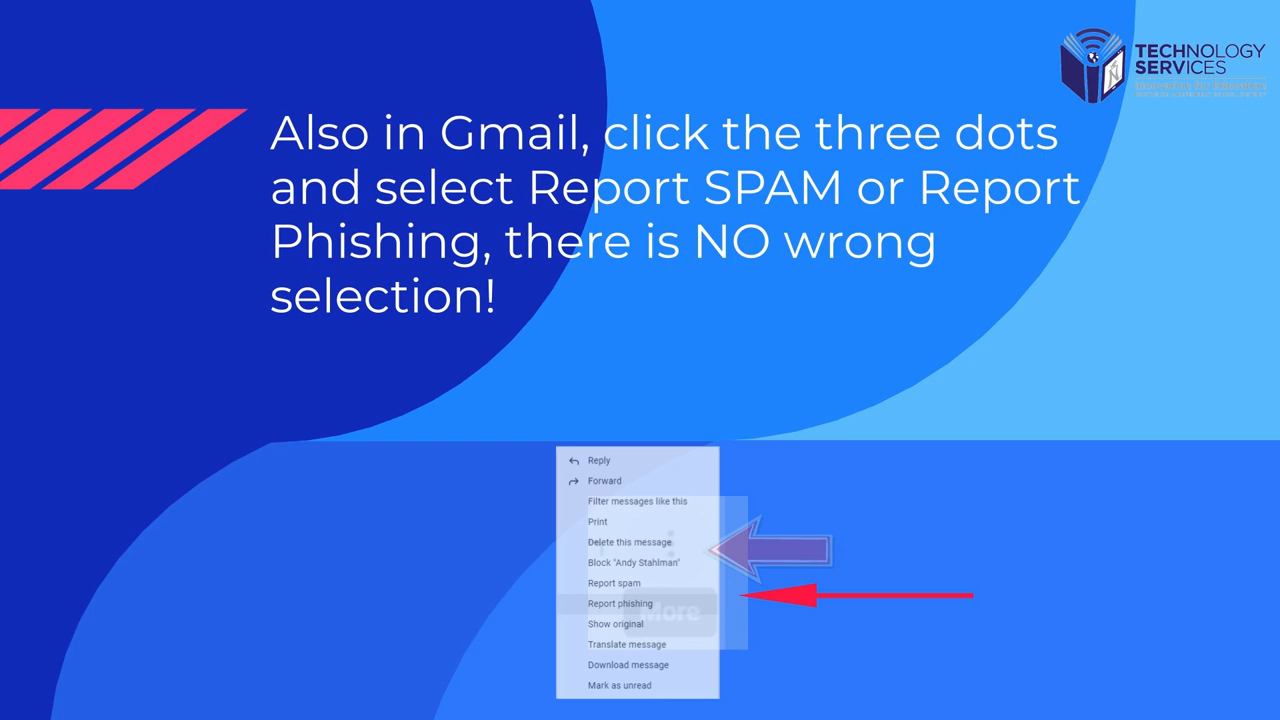 TECHNOLOGY
SERVICES
Also in Gmail, click the three dots
and select Report SPAM or Report
Phishing, there is NO wrong
selection!
Reply
Forward
Filter messages like this
Print
Delete this message
Block "Andy Stahlman"
Report spam
Report phishing
More
Show original
Translate message
Download message
Mark as unread